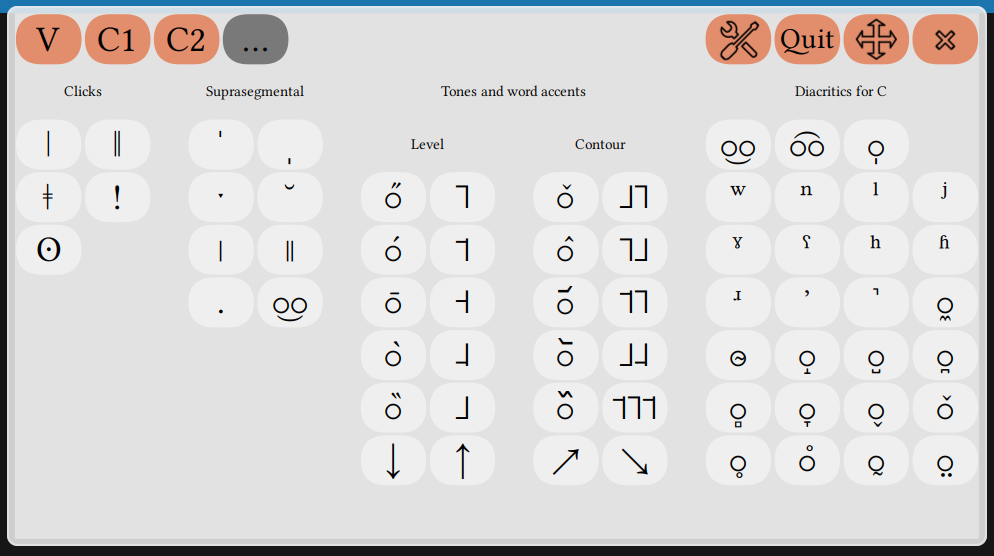 V C1 C2 ... Quit ×
Clicks Suprasegmental Tones and word accents Diacritics for C
Level Contour
ǀ ǁ ˈ ˌ o͜o o͡o o̩
ǂ ! ˑ ˘ ő ˥ ǒ ˩˥ ʷ ⁿ ˡ ʲ
ʘ | ‖ ó ˦ ô ˥˩ ˠ ˤ ʰ ʱ
. o͜o ō ˧ o᷄ ˦˥ ʴ ʼ ˺ o̼
ò ˨ o᷅ ˩˨ o̴ o̟ o̺ o̪
ȍ ˩ o᷈ ˦˥˦ o̻ o̞ o̬ ǒ
↓ ↑ ↗ ↘ o̥ o̊ o̰ o̤